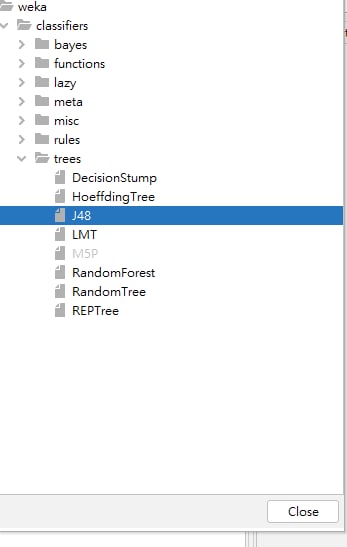 weka
classifiers
bayes
functions
lazy
meta
misc
rules
trees
DecisionStump
HoeffdingTree
J48
LMT
M5P
RandomForest
RandomTree
REPTree
Close